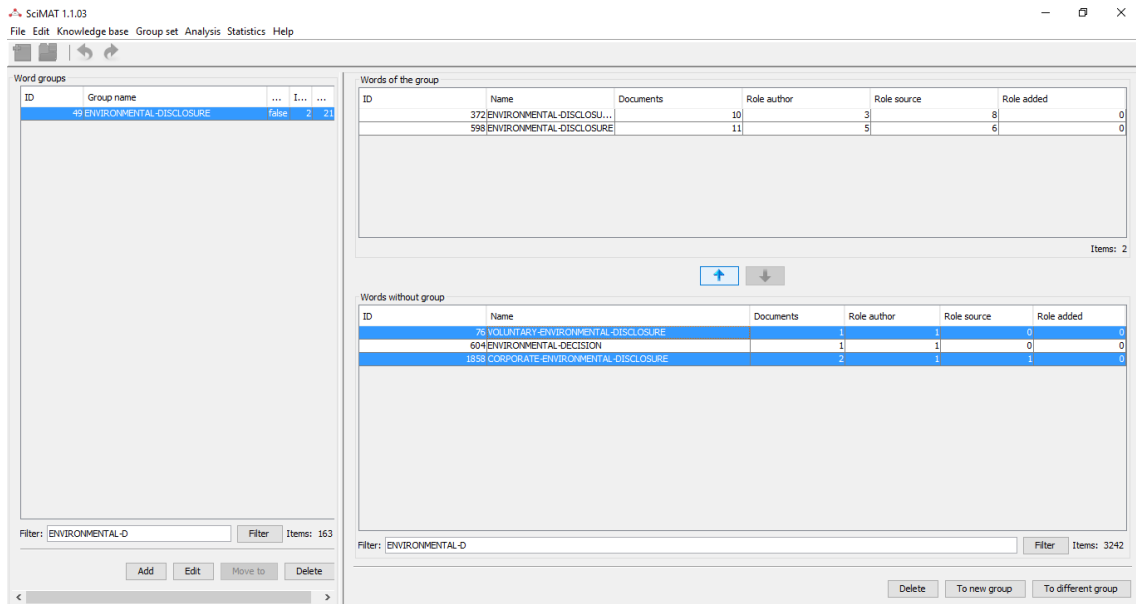 SciMAT 1.1.03
File Edit Knowledge base Group set Analysis Statistics Help
Word groups
ID Group name ... I... ...
49 ENVIRONMENTAL-DISCLOSURE false 2 21
Filter: ENVIRONMENTAL-D Filter Items: 163
Add Edit Move to Delete
Words of the group
ID Name Documents Role author Role source Role added
372 ENVIRONMENTAL-DISCLOSU... 10 3 8 0
598 ENVIRONMENTAL-DISCLOSURE 11 5 6 0
Items: 2
Words without group
ID Name Documents Role author Role source Role added
76 VOLUNTARY-ENVIRONMENTAL-DISCLOSURE 1 1 0 0
604 ENVIRONMENTAL-DECISION 1 1 0 0
1858 CORPORATE-ENVIRONMENTAL-DISCLOSURE 2 1 1 0
Filter: ENVIRONMENTAL-D Filter Items: 3242
Delete To new group To different group